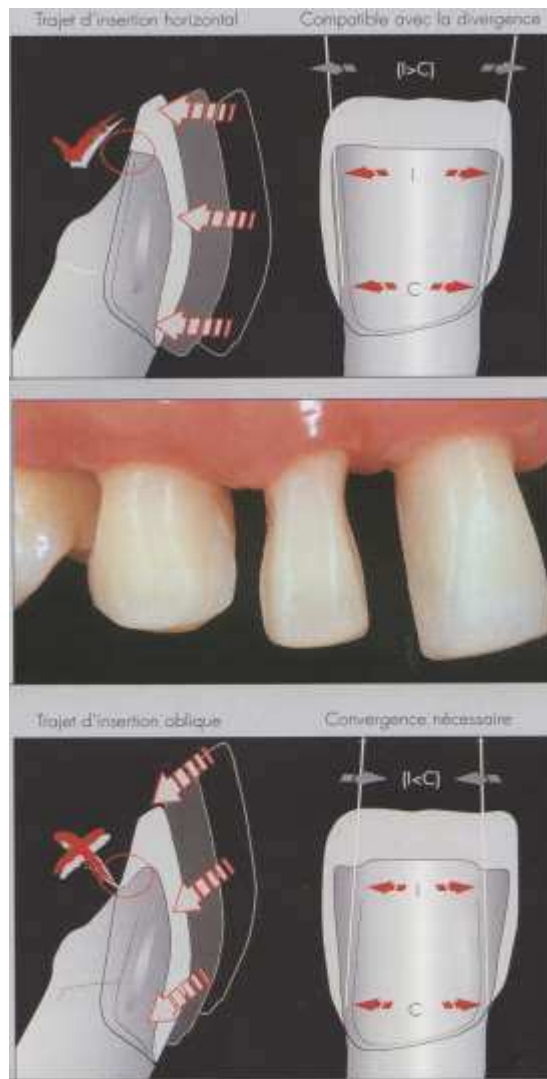 Trajet d'insertion horizontal
Compatible avec la divergence
(I>C)
I
C
Trajet d'insertion oblique
Convergence nécessaire
(I<C)
I
C